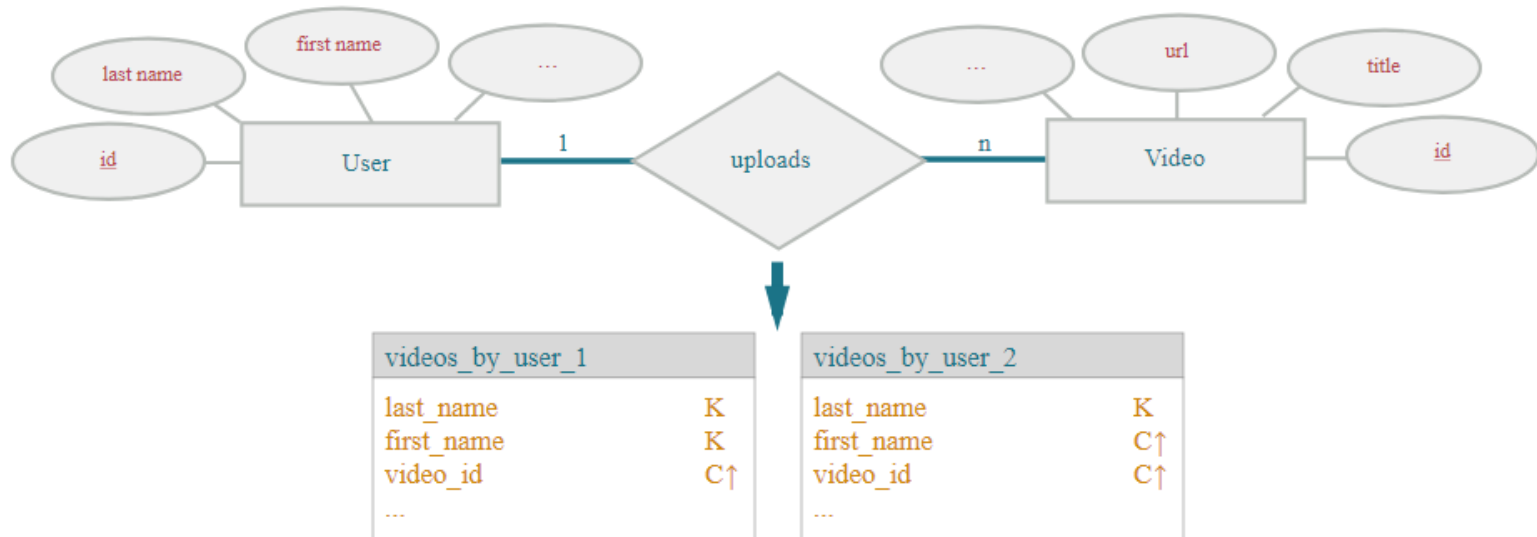 first name
...
last name
id
User
1
uploads
n
Video
...
url
title
id
videos_by_user_1
last_name K
first_name K
video_id C↑
...
videos_by_user_2
last_name K
first_name C↑
video_id C↑
...